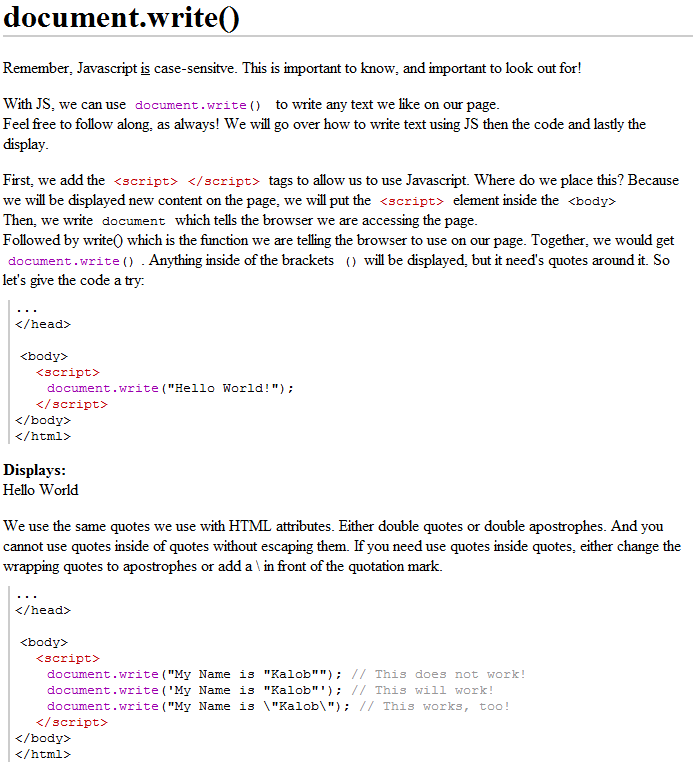 document.write()
Remember, Javascript is case-sensitve. This is important to know, and important to look out for!
With JS, we can use document.write() to write any text we like on our page.
Feel free to follow along, as always! We will go over how to write text using JS then the code and lastly the
display.
First, we add the <script> </script> tags to allow us to use Javascript. Where do we place this? Because
we will be displayed new content on the page, we will put the <script> element inside the <body>
Then, we write document which tells the browser we are accessing the page.
Followed by write() which is the function we are telling the browser to use on our page. Together, we would get
document.write() . Anything inside of the brackets () will be displayed, but it need's quotes around it. So
let's give the code a try:
...
</head>
<body>
<script>
document.write("Hello World!");
</script>
</body>
</html>
Displays:
Hello World
We use the same quotes we use with HTML attributes. Either double quotes or double apostrophes. And you
cannot use quotes inside of quotes without escaping them. If you need use quotes inside quotes, either change the
wrapping quotes to apostrophes or add a \ in front of the quotation mark.
...
</head>
<body>
<script>
document.write("My Name is "Kalob""); // This does not work!
document.write('My Name is "Kalob"'); // This will work!
document.write("My Name is \"Kalob\"); // This works, too!
</script>
</body>
</html>